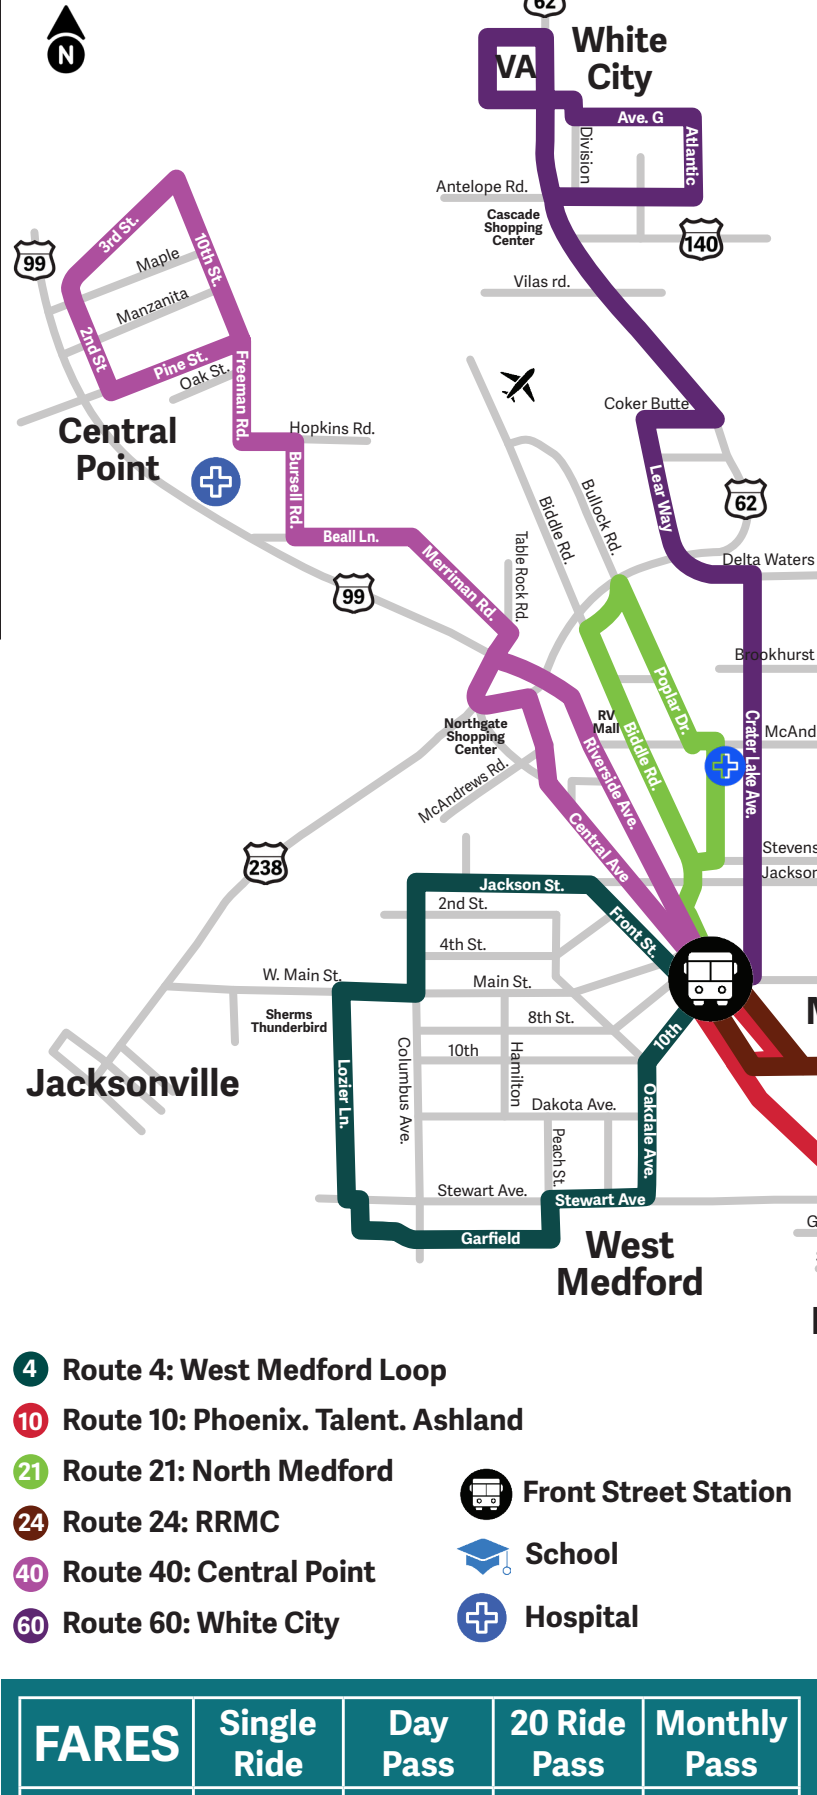 62
N
White
City
VA
Ave. G
Division
Atlantic
Antelope Rd.
Cascade
Shopping
Center
140
3rd St.
10th St.
99
Maple
Manzanita
Vilas rd.
2nd St
Pine St.
Oak St.
Freeman Rd.
Coker Butte
Central
Point
Hopkins Rd.
Bursell Rd.
Lear Way
62
Biddle Rd.
Bullock Rd.
Table Rock Rd.
Beall Ln.
Merriman Rd.
Delta Waters
99
Brookhurst
Poplar Dr.
RV
Mall
Biddle Rd.
Crater Lake Ave.
McAnd
Northgate
Shopping
Center
Riverside Ave.
McAndrews Rd.
Central Ave
Stevens
Jackson
238
Jackson St.
2nd St.
Front St.
4th St.
W. Main St.
Main St.
Sherms
Thunderbird
8th St.
10th
10th
Hamilton
Columbus Ave.
Jacksonville
Lozier Ln.
Dakota Ave.
Oakdale Ave.
Peach St.
Stewart Ave.
Stewart Ave
Garfield
G
West
Medford
4 Route 4: West Medford Loop
10 Route 10: Phoenix. Talent. Ashland
21 Route 21: North Medford
24 Route 24: RRMC
40 Route 40: Central Point
60 Route 60: White City
Front Street Station
School
Hospital
FARES
Single
Ride
Day
Pass
20 Ride
Pass
Monthly
Pass